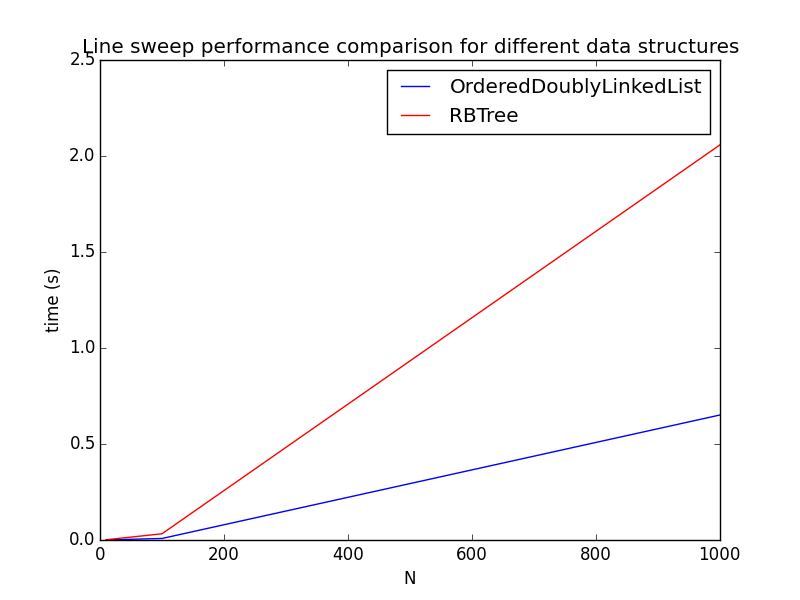 Line sweep performance comparison for different data structures
2.5
OrderedDoublyLinkedList
RBTree
2.0
1.5
time (s)
1.0
0.5
0.0
0 200 400 600 800 1000
N